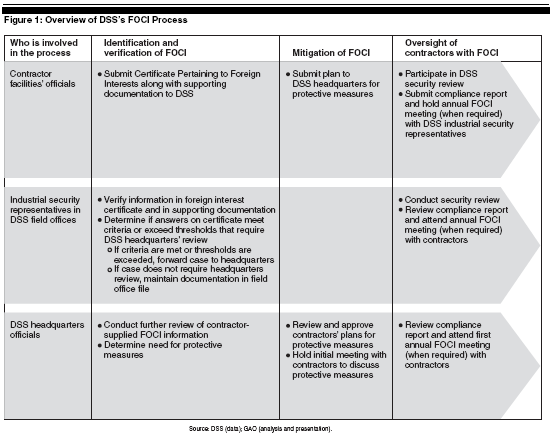 Figure 1: Overview of DSS's FOCI Process
Who is involved
in the process
Identification and
verification of FOCI
Mitigation of FOCI
Oversight of
contractors with FOCI
Contractor
facilities' officials
● Submit Certificate Pertaining to Foreign
Interests along with supporting
documentation to DSS
● Submit plan to
DSS headquarters for
protective measures
● Participate in DSS
security review
● Submit compliance report
and hold annual FOCI
meeting (when required)
with DSS industrial security
representatives
Industrial security
representatives in
DSS field offices
● Verify information in foreign interest
certificate and in supporting documentation
● Determine if answers on certificate meet
criteria or exceed thresholds that require
DSS headquarters' review
o If criteria are met or thresholds are
exceeded, forward case to headquarters
o If case does not require headquarters
review, maintain documentation in field
office file
● Conduct security review
● Review compliance report
and attend annual FOCI
meeting (when required)
with contractors
DSS headquarters
officials
● Conduct further review of contractor-
supplied FOCI information
● Determine need for protective
measures
● Review and approve
contractors' plans for
protective measures
● Hold initial meeting with
contractors to discuss
protective measures
● Review compliance
report and attend first
annual FOCI meeting
(when required) with
contractors
Source: DSS (data); GAO (analysis and presentation).